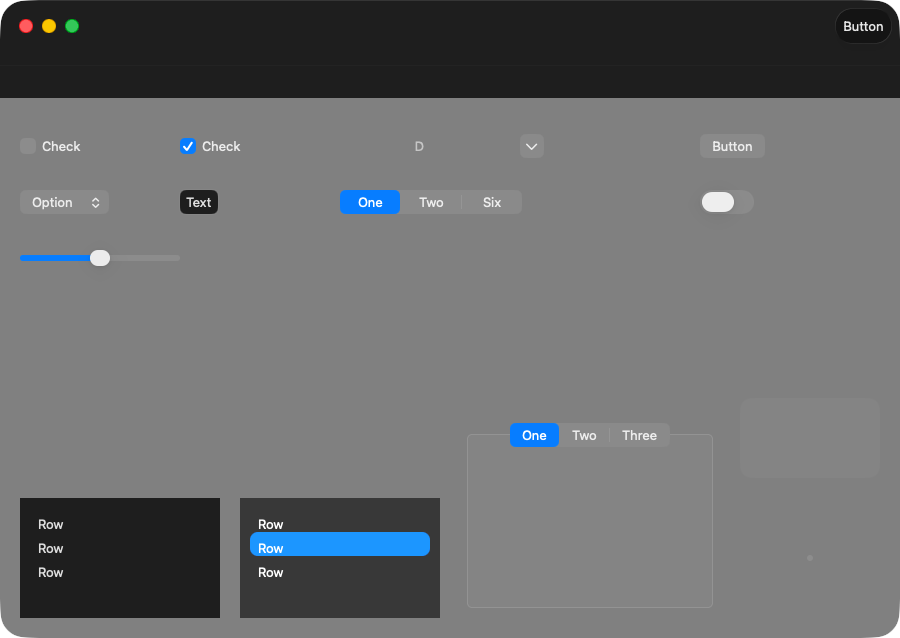 Button
Check
Check
D
Button
Option
Text
One
Two
Six
One
Two
Three
Row
Row
Row
Row
Row
Row